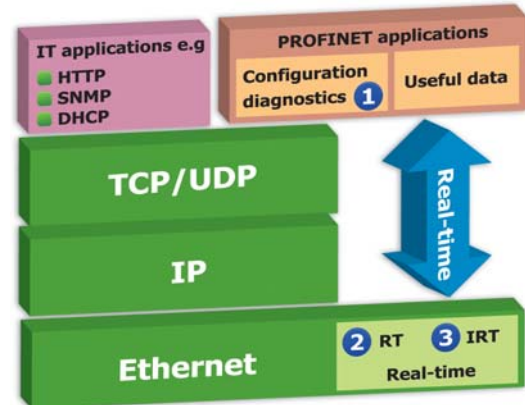 IT applications e.g
HTTP
SNMP
DHCP
PROFINET applications
Configuration
diagnostics 1
Useful data
TCP/UDP
IP
Real-time
Ethernet
2 RT 3 IRT
Real-time